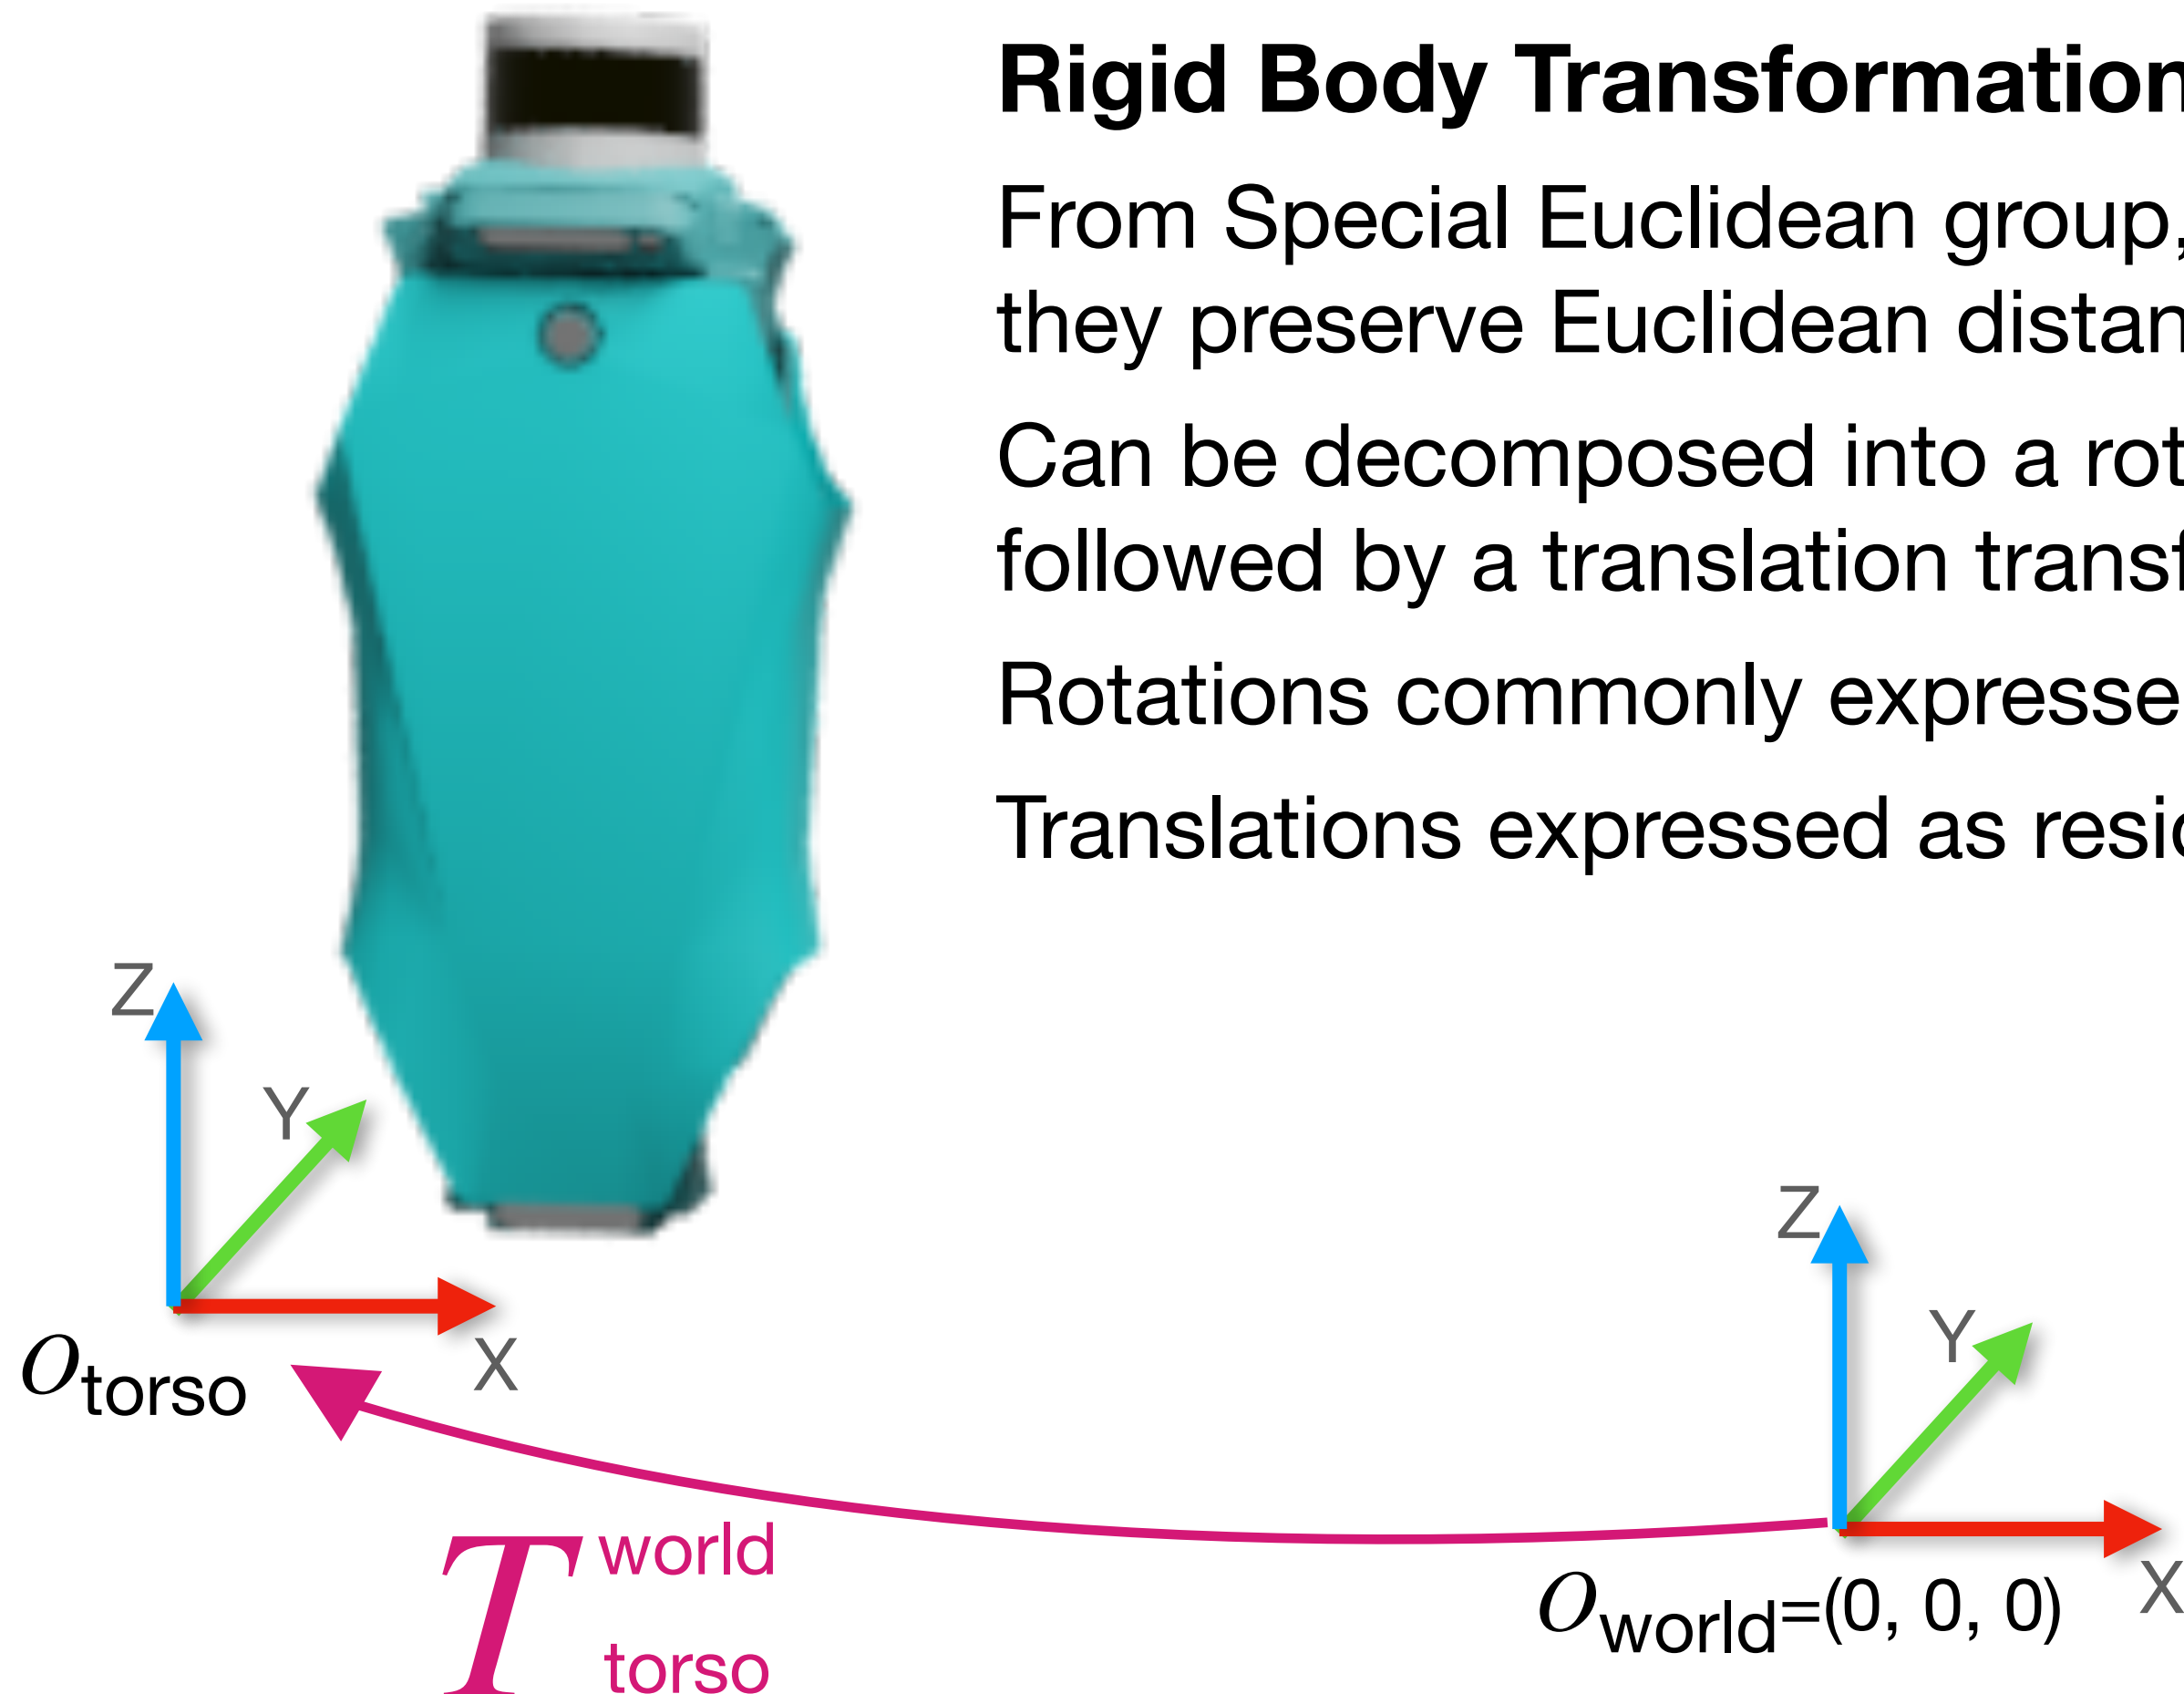 Rigid Body Transformation
From Special Euclidean group,
they preserve Euclidean distan
Can be decomposed into a rot
followed by a translation transf
Rotations commonly expresse
Translations expressed as resi
Z
Y
X
O torso
T world torso
Z
Y
X
O world=(0, 0, 0)